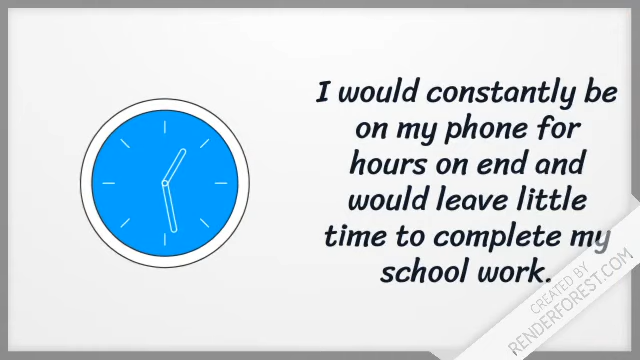 I would constantly be
on my phone for
hours on end and
would leave little
time to complete my
school work.
CREATED BY
RENDERFOREST.COM